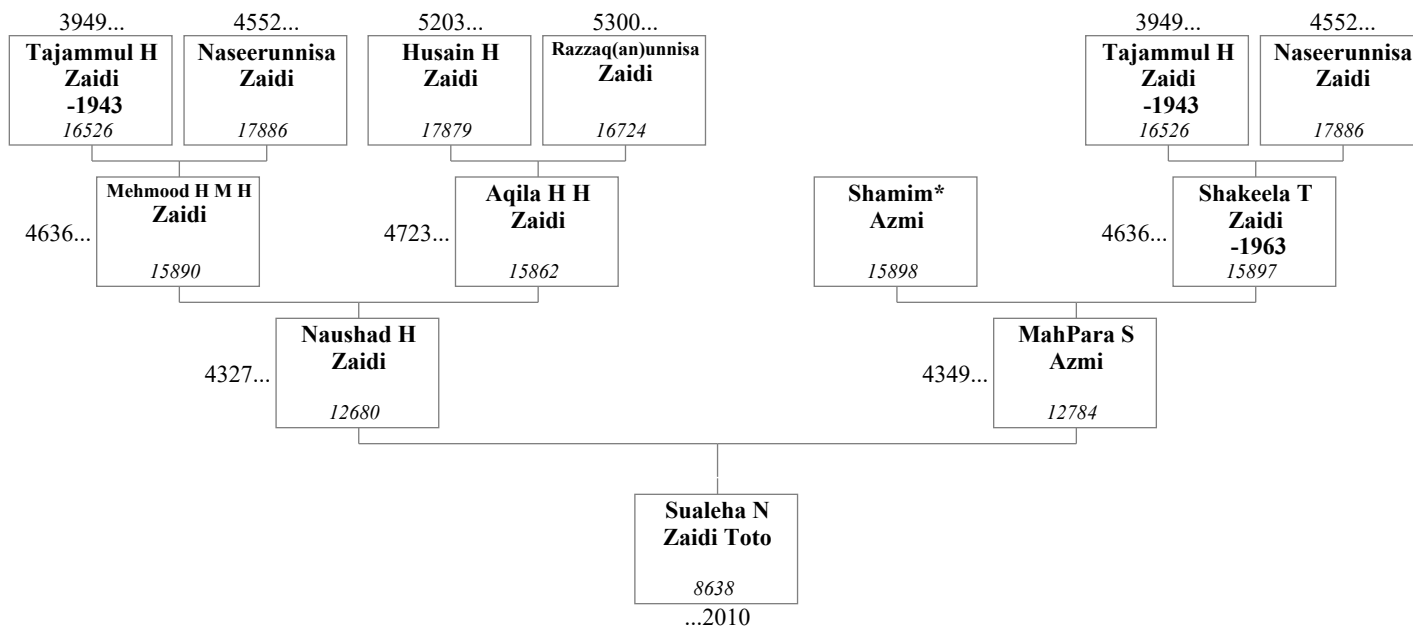 3949...
4552...
5203...
5300...
3949...
4552...
Tajammul H
Zaidi
-1943
16526
Naseerunnisa
Zaidi
17886
Husain H
Zaidi
17879
Razzaq(an)unnisa
Zaidi
16724
Tajammul H
Zaidi
-1943
16526
Naseerunnisa
Zaidi
17886
4636...
Mehmood H M H
Zaidi
15890
4723...
Aqila H H
Zaidi
15862
Shamim*
Azmi
15898
4636...
Shakeela T
Zaidi
-1963
15897
4327...
Naushad H
Zaidi
12680
4349...
MahPara S
Azmi
12784
Sualeha N
Zaidi Toto
8638
...2010